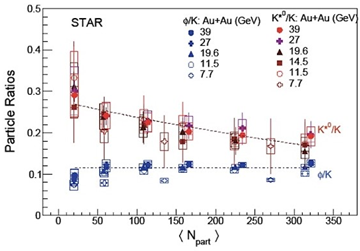 STAR
φ/K: Au+Au (GeV)
39
27
19.6
11.5
7.7
K*⁰/K: Au+Au (GeV)
39
27
19.6
14.5
11.5
7.7
Particle Ratios
0.5
0.4
0.3
0.2
0.1
0.0
K*⁰/K
φ/K
0 50 100 150 200 250 300 350
⟨ Npart ⟩